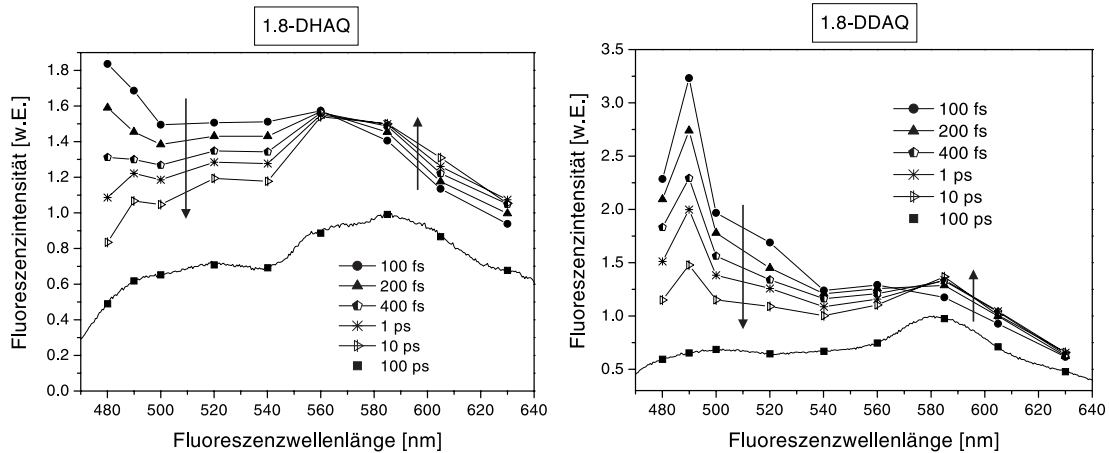 1.8-DHAQ
Fluoreszenzintensität [w.E.]
1.8
1.6
1.4
1.2
1.0
0.8
0.6
0.4
0.2
0.0
100 fs
200 fs
400 fs
1 ps
10 ps
100 ps
480 500 520 540 560 580 600 620 640
Fluoreszenzwellenlänge [nm]
1.8-DDAQ
Fluoreszenzintensität [w.E.]
3.5
3.0
2.5
2.0
1.5
1.0
0.5
100 fs
200 fs
400 fs
1 ps
10 ps
100 ps
480 500 520 540 560 580 600 620 640
Fluoreszenzwellenlänge [nm]